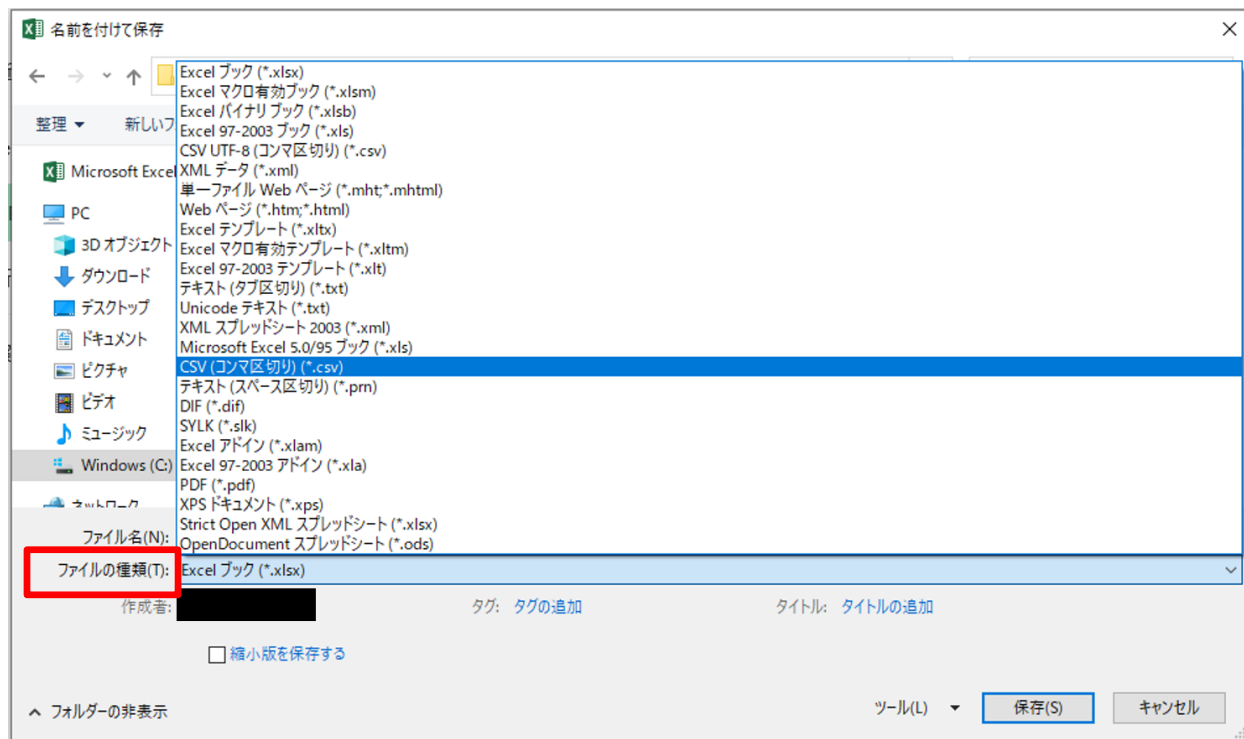 名前を付けて保存
整理
新しいフ
Microsoft Excel
PC
3D オブジェクト
ダウンロード
デスクトップ
ドキュメント
ピクチャ
ビデオ
ミュージック
Windows (C:)
ネットワーク
Excel ブック (*.xlsx)
Excel マクロ有効ブック (*.xlsm)
Excel バイナリ ブック (*.xlsb)
Excel 97-2003 ブック (*.xls)
CSV UTF-8 (コンマ区切り) (*.csv)
XML データ (*.xml)
単一ファイル Web ページ (*.mht;*.mhtml)
Web ページ (*.htm;*.html)
Excel テンプレート (*.xltx)
Excel マクロ有効テンプレート (*.xltm)
Excel 97-2003 テンプレート (*.xlt)
テキスト (タブ区切り) (*.txt)
Unicode テキスト (*.txt)
XML スプレッドシート 2003 (*.xml)
Microsoft Excel 5.0/95 ブック (*.xls)
CSV (コンマ区切り) (*.csv)
テキスト (スペース区切り) (*.prn)
DIF (*.dif)
SYLK (*.slk)
Excel アドイン (*.xlam)
Excel 97-2003 アドイン (*.xla)
PDF (*.pdf)
XPS ドキュメント (*.xps)
Strict Open XML スプレッドシート (*.xlsx)
OpenDocument スプレッドシート (*.ods)
ファイル名(N):
ファイルの種類(T): Excel ブック (*.xlsx)
作成者: タグ: タグの追加 タイトル: タイトルの追加
縮小版を保存する
フォルダーの非表示 ツール(L) 保存(S) キャンセル